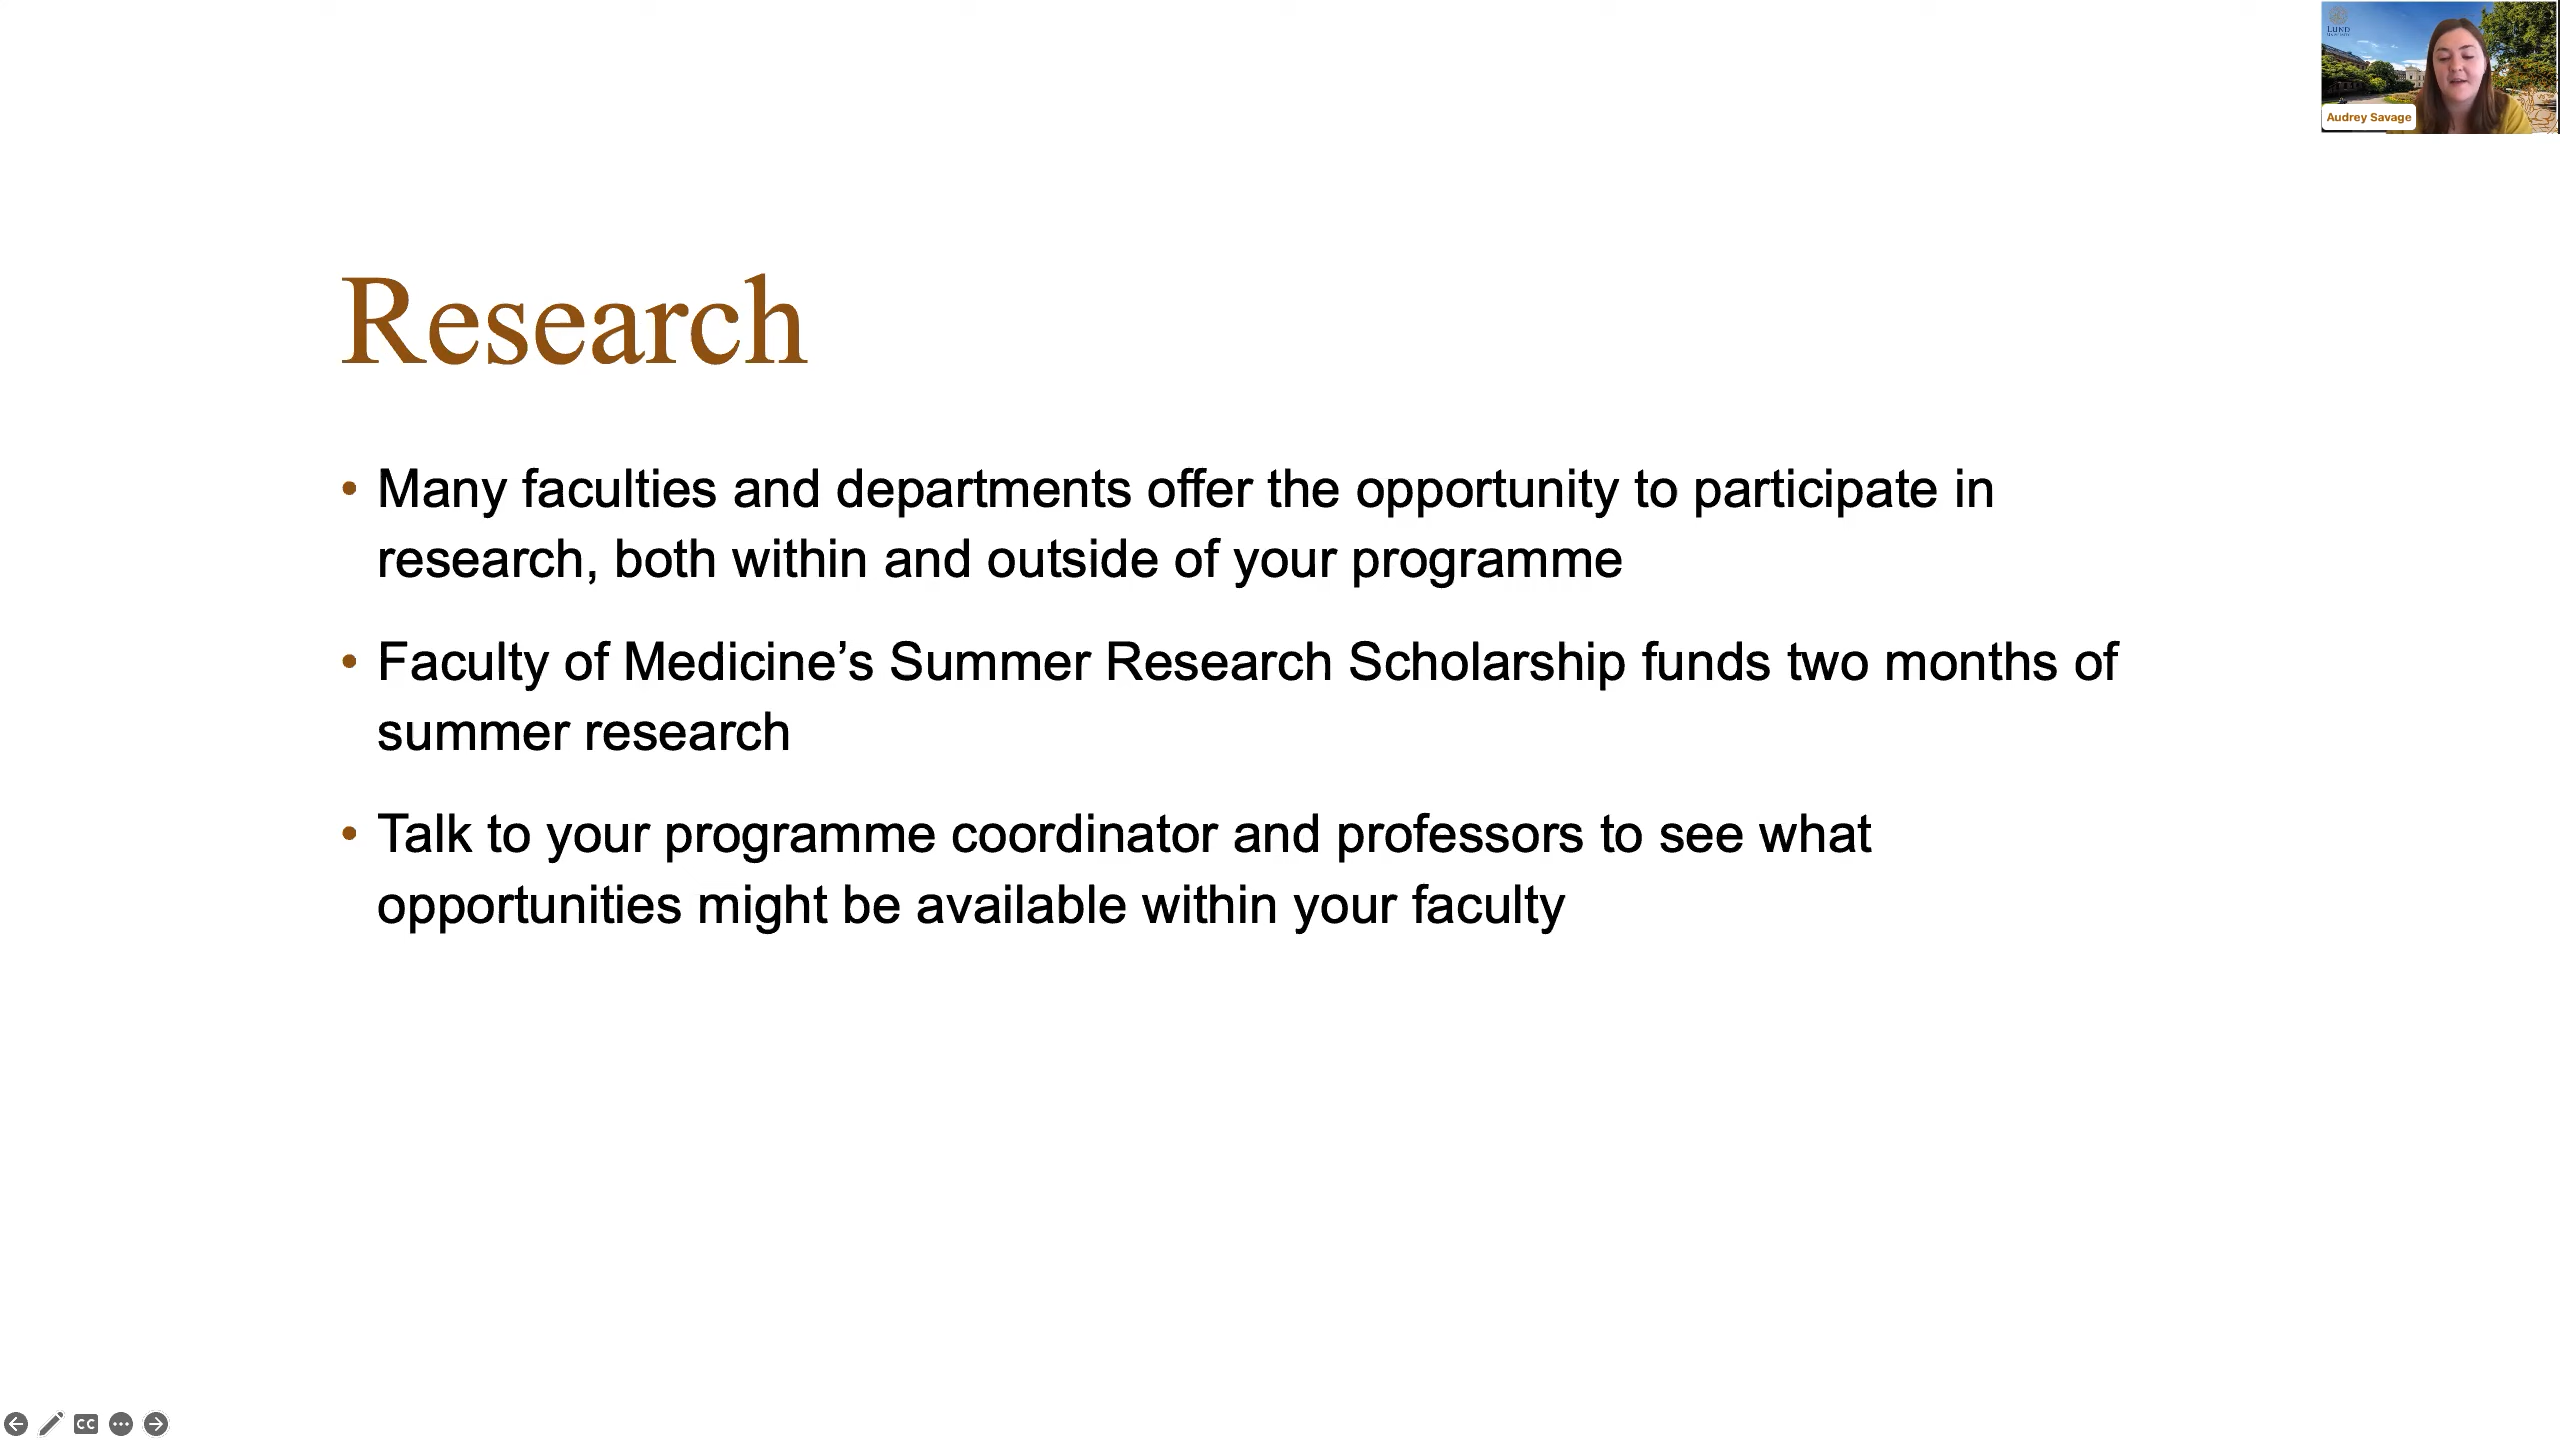 LUND
Audrey Savage
Research
• Many faculties and departments offer the opportunity to participate in
research, both within and outside of your programme
• Faculty of Medicine’s Summer Research Scholarship funds two months of
summer research
• Talk to your programme coordinator and professors to see what
opportunities might be available within your faculty
CC